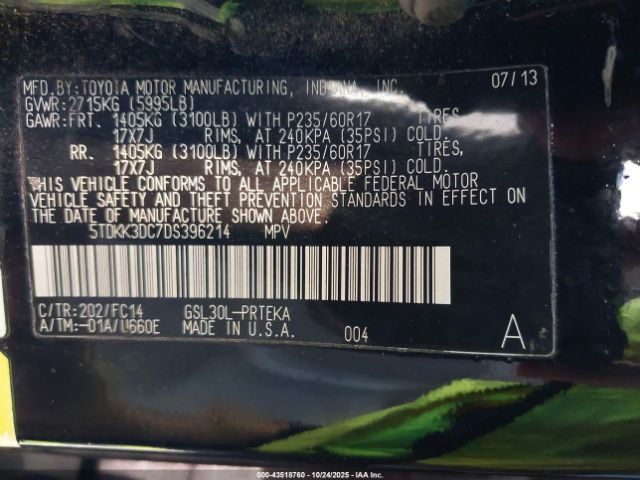 MFD.BY:TOYOTA MOTOR MANUFACTURING, INDIANA, INC. 07/13
GVWR:2715KG (5995LB)
GAWR:FRT. 1405KG (3100LB) WITH P235/60R17 TIRES,
17X7J RIMS, AT 240KPA (35PSI) COLD.
RR. 1405KG (3100LB) WITH P235/60R17 TIRES,
17X7J RIMS, AT 240KPA (35PSI) COLD.
THIS VEHICLE CONFORMS TO ALL APPLICABLE FEDERAL MOTOR
VEHICLE SAFETY AND THEFT PREVENTION STANDARDS IN EFFECT ON
THE DATE OF MANUFACTURE SHOWN ABOVE.
5TDKK3DC7DS396214 MPV
C/TR:202/FC14 GSL30L-PRTEKA
A/TM:-01A/U660E MADE IN U.S.A. 004 A
000-43518760 - 10/24/2025 - IAA Inc.